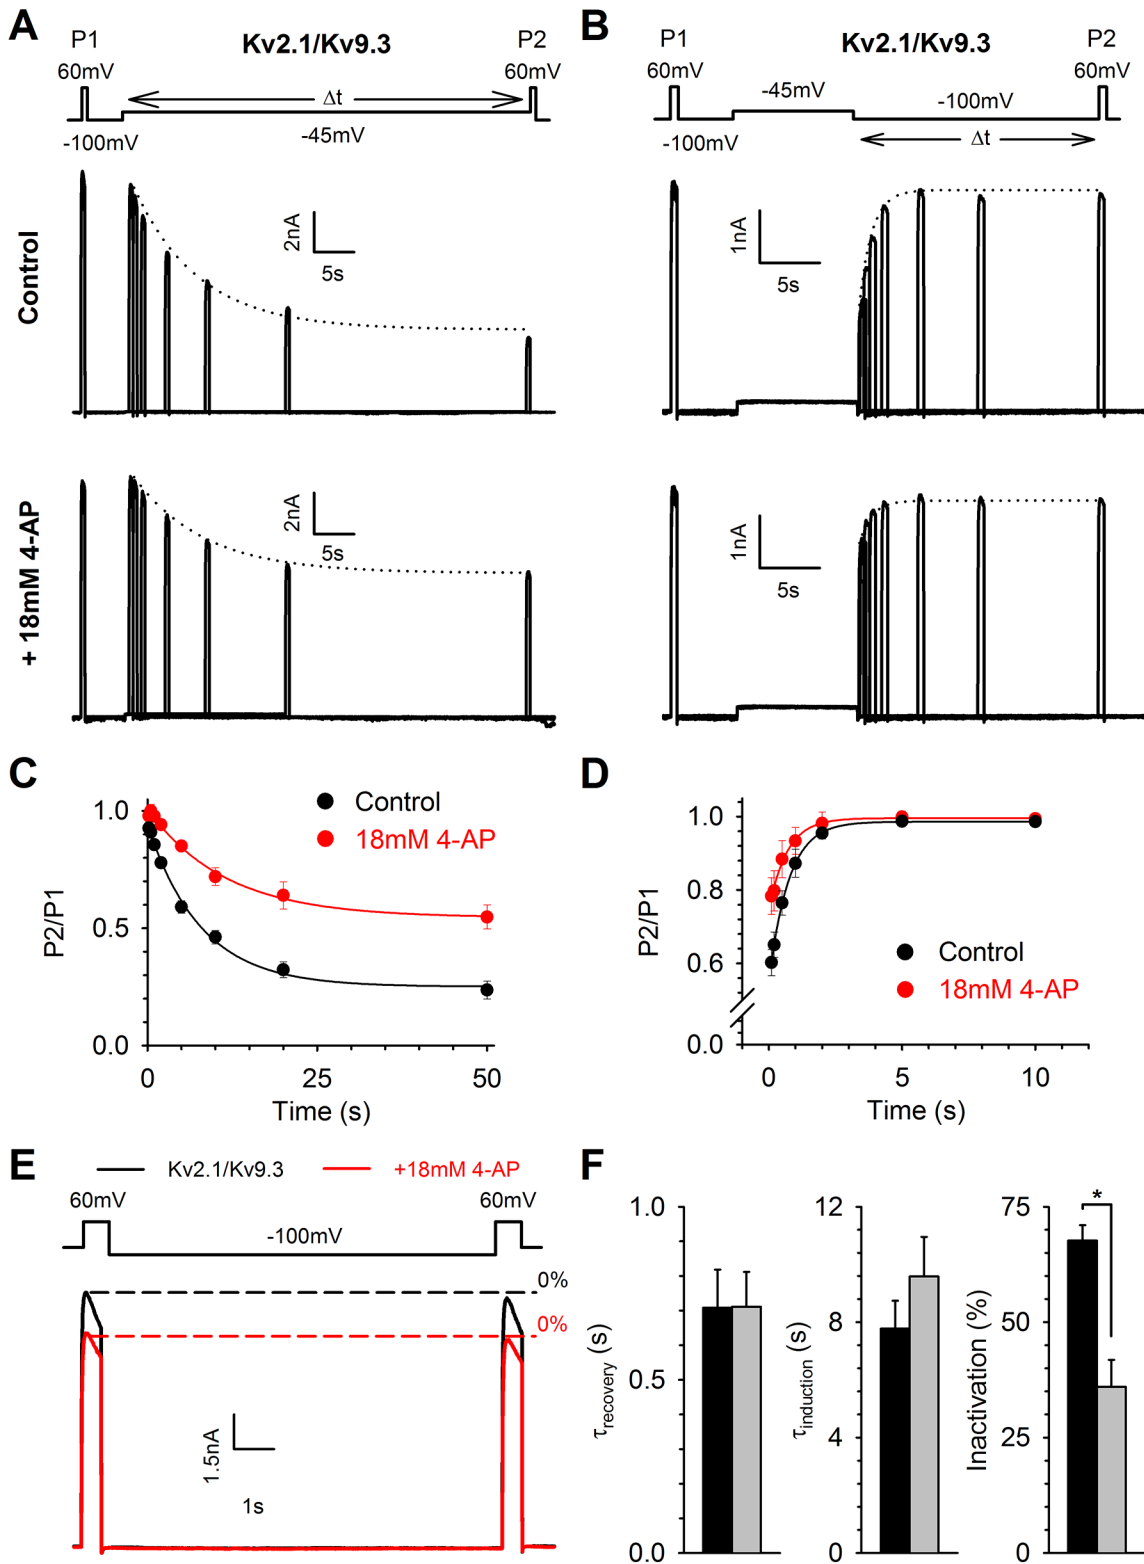 A
P1
Kv2.1/Kv9.3
P2
60mV
60mV
Δt
-100mV
-45mV
Control
2nA
5s
+18mM 4-AP
2nA
5s
B
P1
Kv2.1/Kv9.3
P2
60mV
60mV
-45mV
-100mV
-100mV
Δt
1nA
5s
1nA
5s
C
1.0
0.5
0.0
P2/P1
Control
18mM 4-AP
0
25
50
Time (s)
D
1.0
0.8
0.6
0.0
P2/P1
Control
18mM 4-AP
0
5
10
Time (s)
E
Kv2.1/Kv9.3
+18mM 4-AP
60mV
60mV
-100mV
0%
0%
1.5nA
1s
F
1.0
0.5
0.0
τrecovery (s)
12
8
4
0
τinduction (s)
75
50
25
0
Inactivation (%)
*